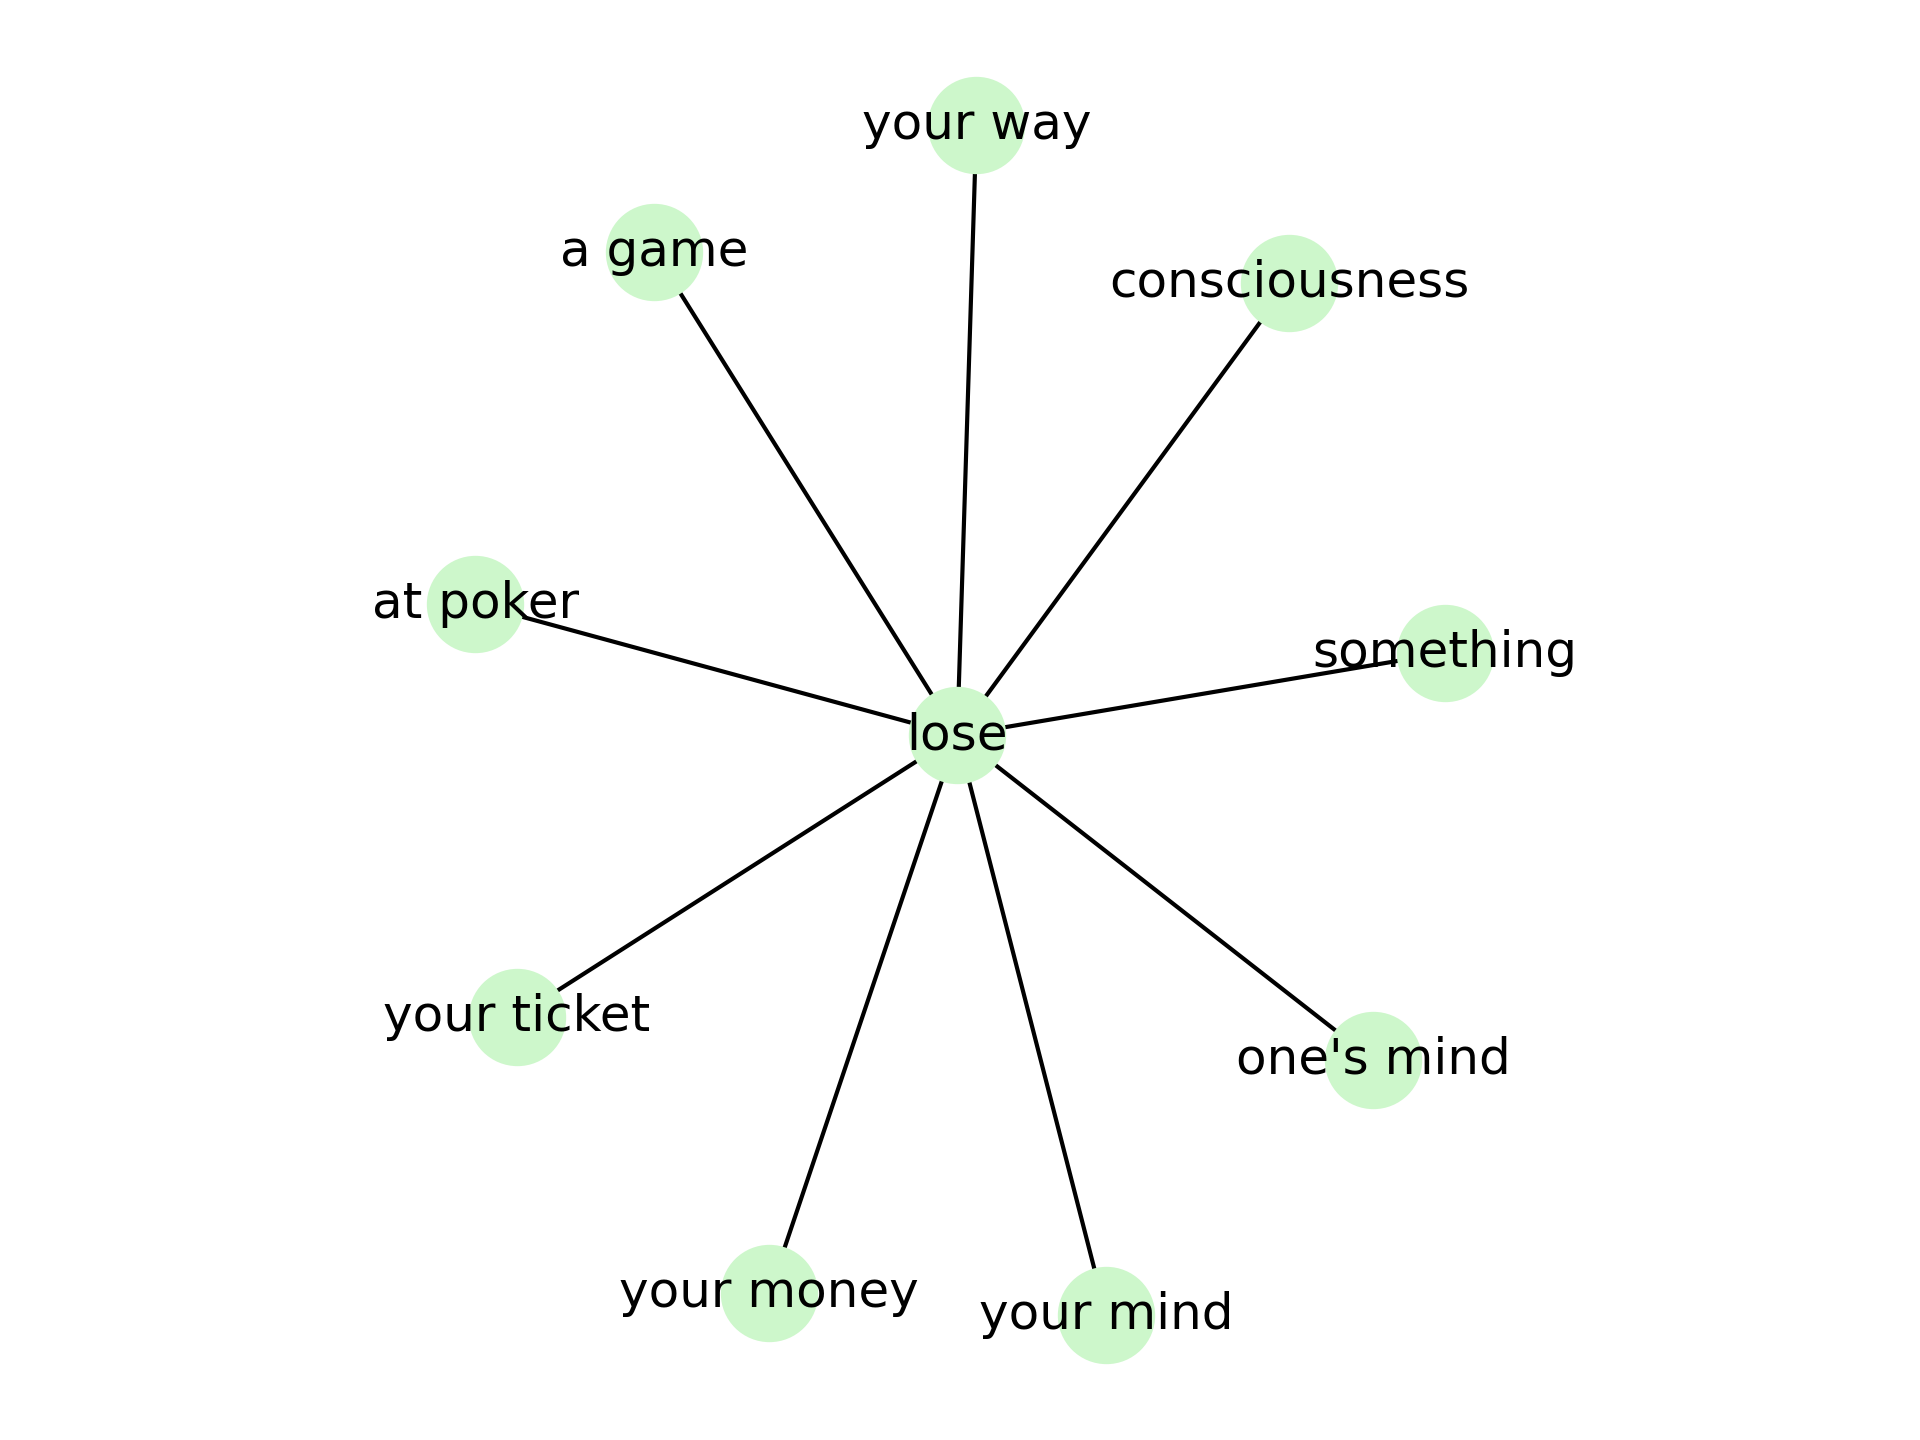 your way
a game
consciousness
at poker
something
lose
your ticket
one's mind
your money
your mind